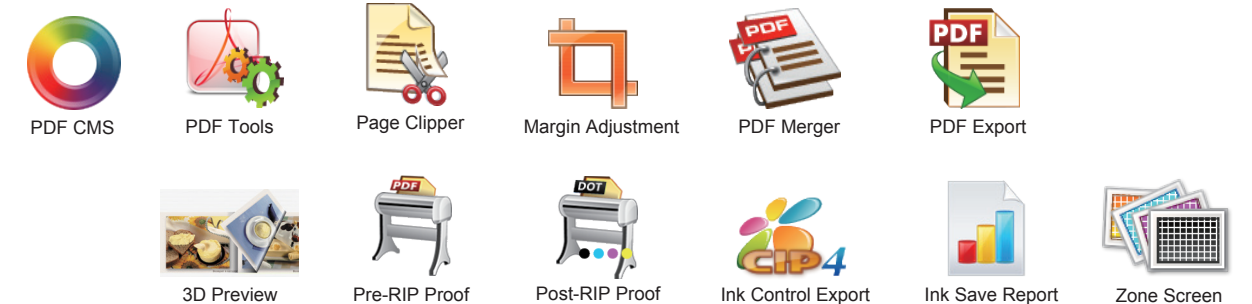 PDF
PDF
PDF
PDF CMS
PDF Tools
Page Clipper
Margin Adjustment
PDF Merger
PDF Export
PDF
DOT
CIP4
3D Preview
Pre-RIP Proof
Post-RIP Proof
Ink Control Export
Ink Save Report
Zone Screen